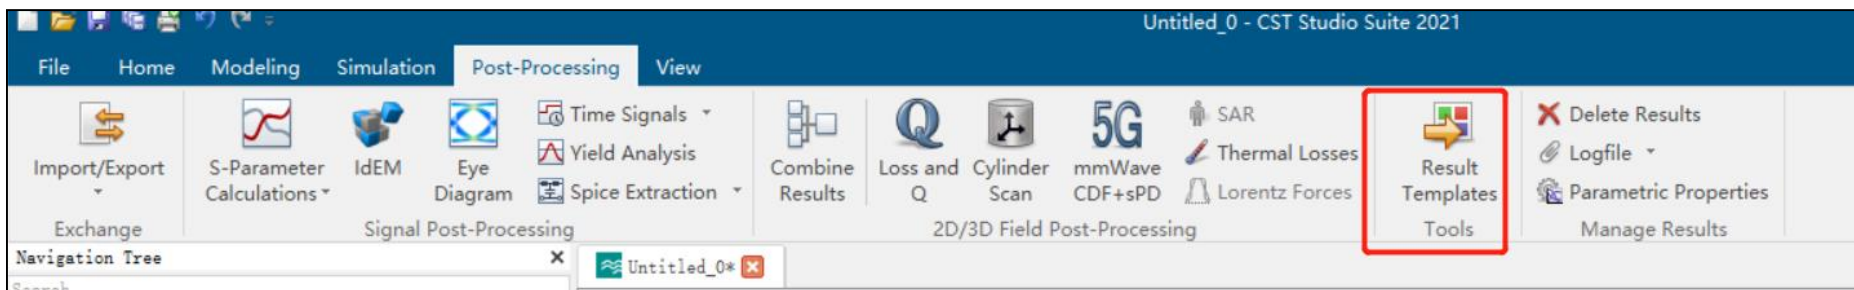 Untitled_0 - CST Studio Suite 2021
File Home Modeling Simulation Post-Processing View
Import/Export
Exchange
S-Parameter
Calculations
IdEM
Eye
Diagram
Time Signals
Yield Analysis
Spice Extraction
Signal Post-Processing
Combine
Results
Loss and
Q
Cylinder
Scan
5G
mmWave
CDF+sPD
SAR
Thermal Losses
Lorentz Forces
2D/3D Field Post-Processing
Result
Templates
Tools
Delete Results
Logfile
Parametric Properties
Manage Results
Navigation Tree
Untitled_0*